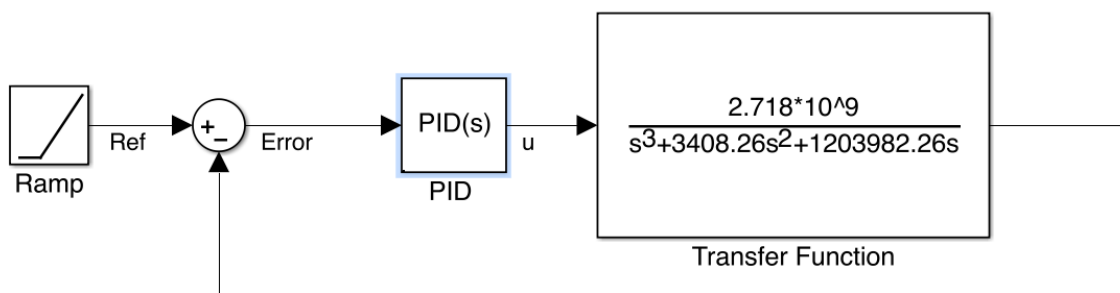 Ramp
Ref
+
−
Error
PID(s)
PID
u
2.718*10^9
s3+3408.26s2+1203982.26s
Transfer Function